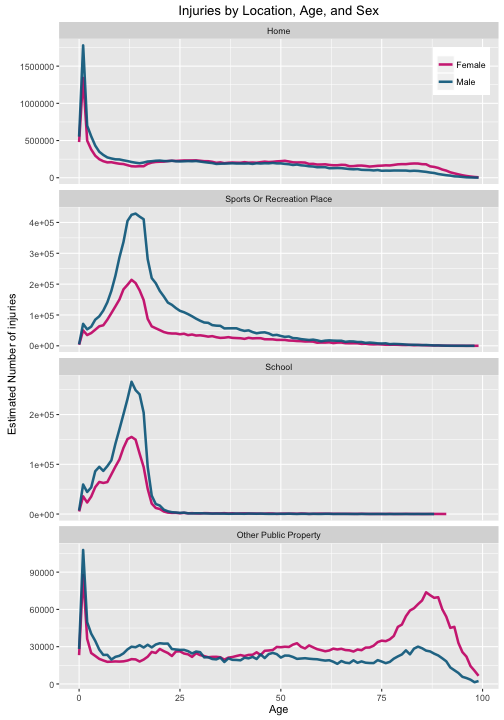 Injuries by Location, Age, and Sex
Home
1500000
1000000
500000
0
Female
Male
Sports Or Recreation Place
4e+05
3e+05
2e+05
1e+05
0e+00
School
2e+05
1e+05
0e+00
Other Public Property
90000
60000
30000
0
0 25 50 75 100
Age
Estimated Number of injuries